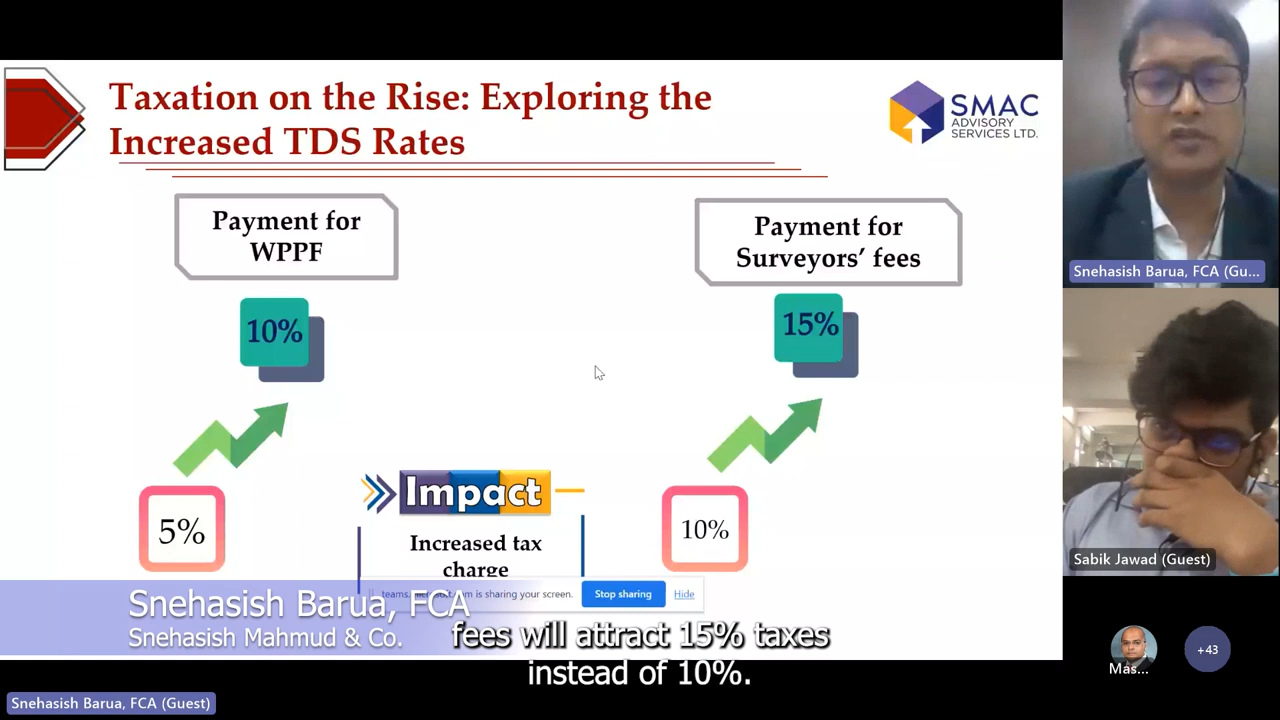 Taxation on the Rise: Exploring the
Increased TDS Rates
SMAC
ADVISORY
SERVICES LTD.
Payment for
WPPF
Payment for
Surveyors' fees
10%
15%
5%
10%
Impact
Increased tax
charge
is sharing your screen.
Stop sharing
Hide
Snehasish Barua, FCA
Snehasish Mahmud & Co.
fees will attract 15% taxes
instead of 10%.
Snehasish Barua, FCA (Guest)
Snehasish Barua, FCA (Gu...
Sabik Jawad (Guest)
Mas...
+43